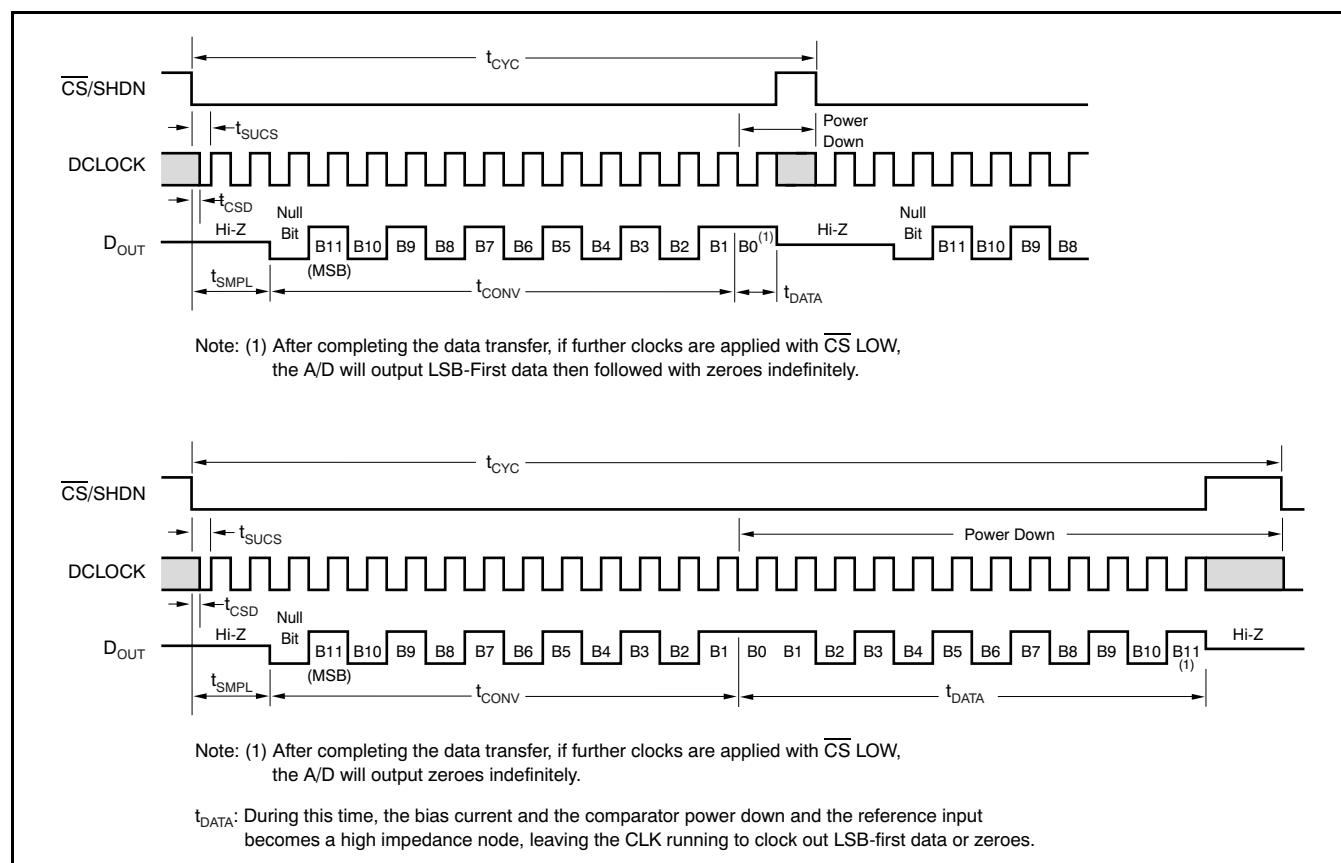 tCYC
CS/SHDN
Power
Down
tSUCS
DCLOCK
tCSD
Hi-Z
Null
Bit
Hi-Z
Null
Bit
DOUT
B11 B10 B9 B8 B7 B6 B5 B4 B3 B2 B1 B0(1)
B11 B10 B9 B8
(MSB)
tSMPL
tCONV
tDATA
Note: (1) After completing the data transfer, if further clocks are applied with CS LOW,
the A/D will output LSB-First data then followed with zeroes indefinitely.
tCYC
CS/SHDN
tSUCS
Power Down
DCLOCK
tCSD
Hi-Z
Null
Bit
Hi-Z
DOUT
B11 B10 B9 B8 B7 B6 B5 B4 B3 B2 B1 B0 B1 B2 B3 B4 B5 B6 B7 B8 B9 B10 B11
(MSB)
(1)
tSMPL
tCONV
tDATA
Note: (1) After completing the data transfer, if further clocks are applied with CS LOW,
the A/D will output zeroes indefinitely.
tDATA: During this time, the bias current and the comparator power down and the reference input
becomes a high impedance node, leaving the CLK running to clock out LSB-first data or zeroes.